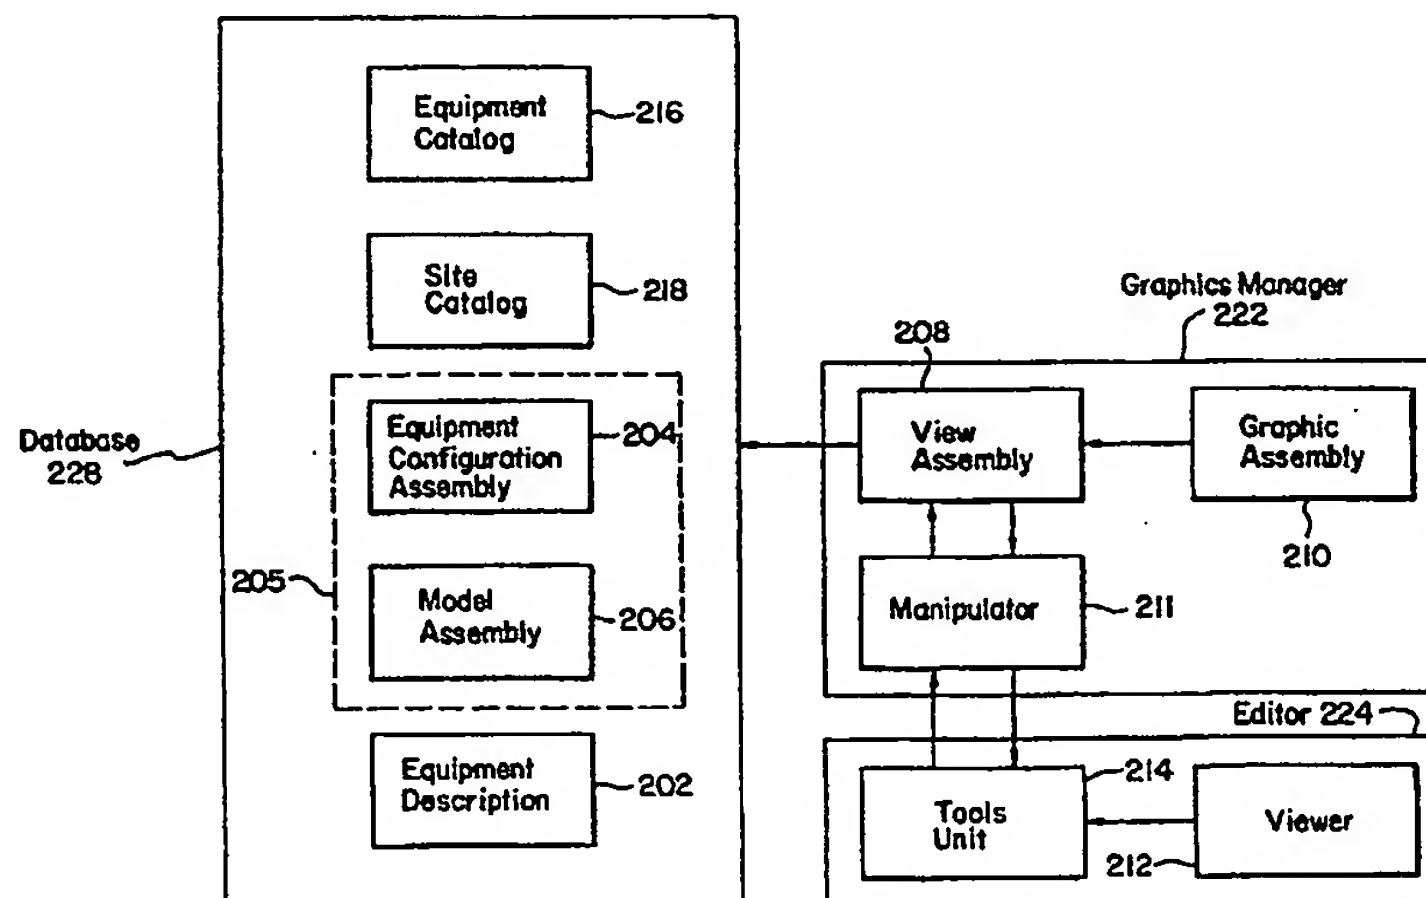 Equipment
Catalog
216
Site
Catalog
218
Equipment
Configuration
Assembly
204
205
Model
Assembly
206
Equipment
Description
202
Database
228
Graphics Manager
222
208
View
Assembly
Graphic
Assembly
210
Manipulator
211
Editor 224
214
Tools
Unit
Viewer
212